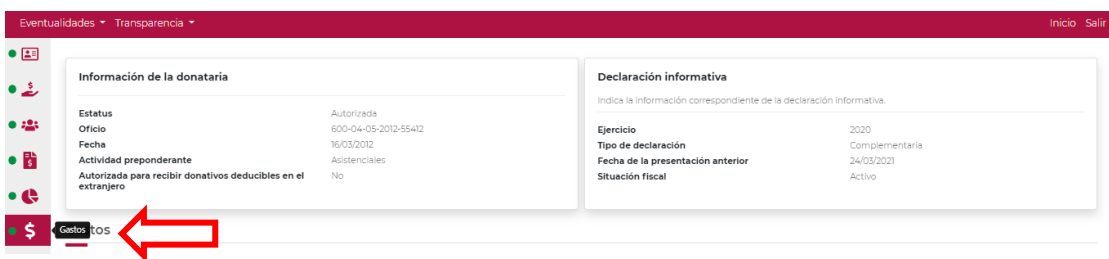 Eventualidades Transparencia Inicio Salir
Información de la donataria
Estatus Autorizada
Oficio 600-04-05-2012-55412
Fecha 16/03/2012
Actividad preponderante Asistenciales
Autorizada para recibir donativos deducibles en el No
extranjero
Declaración informativa
Indica la información correspondiente de la declaración informativa.
Ejercicio 2020
Tipo de declaración Complementaria
Fecha de la presentación anterior 24/03/2021
Situación fiscal Activo
$ Gastos tos